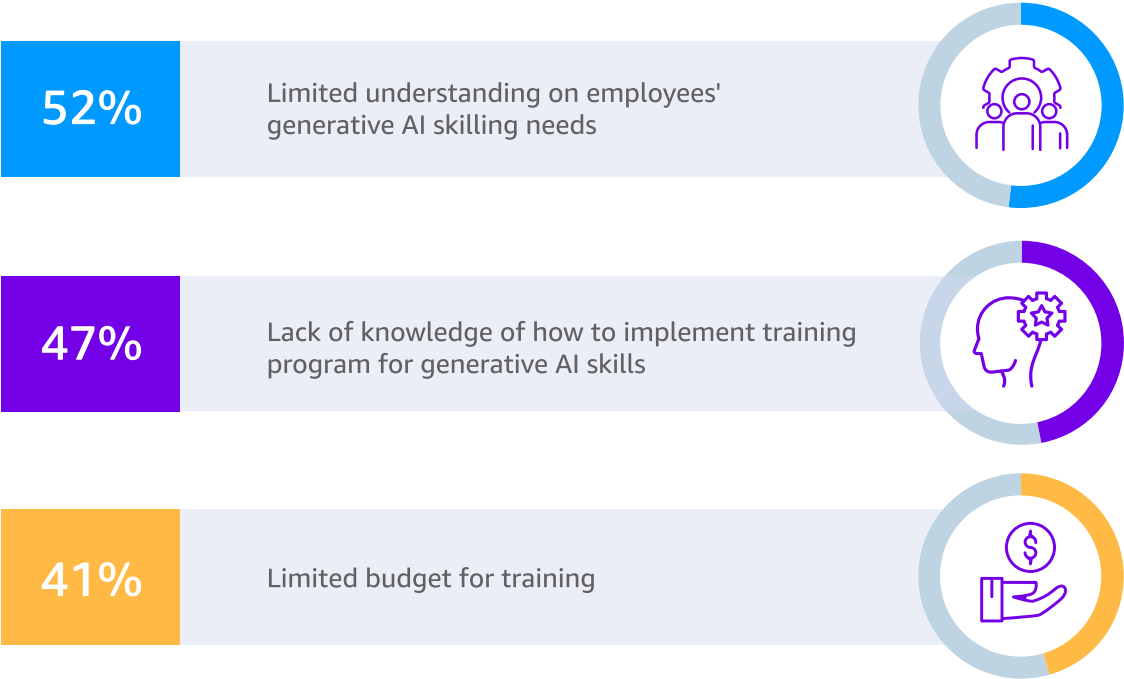 52%
Limited understanding on employees'
generative AI skilling needs
47%
Lack of knowledge of how to implement training
program for generative AI skills
41%
Limited budget for training
$